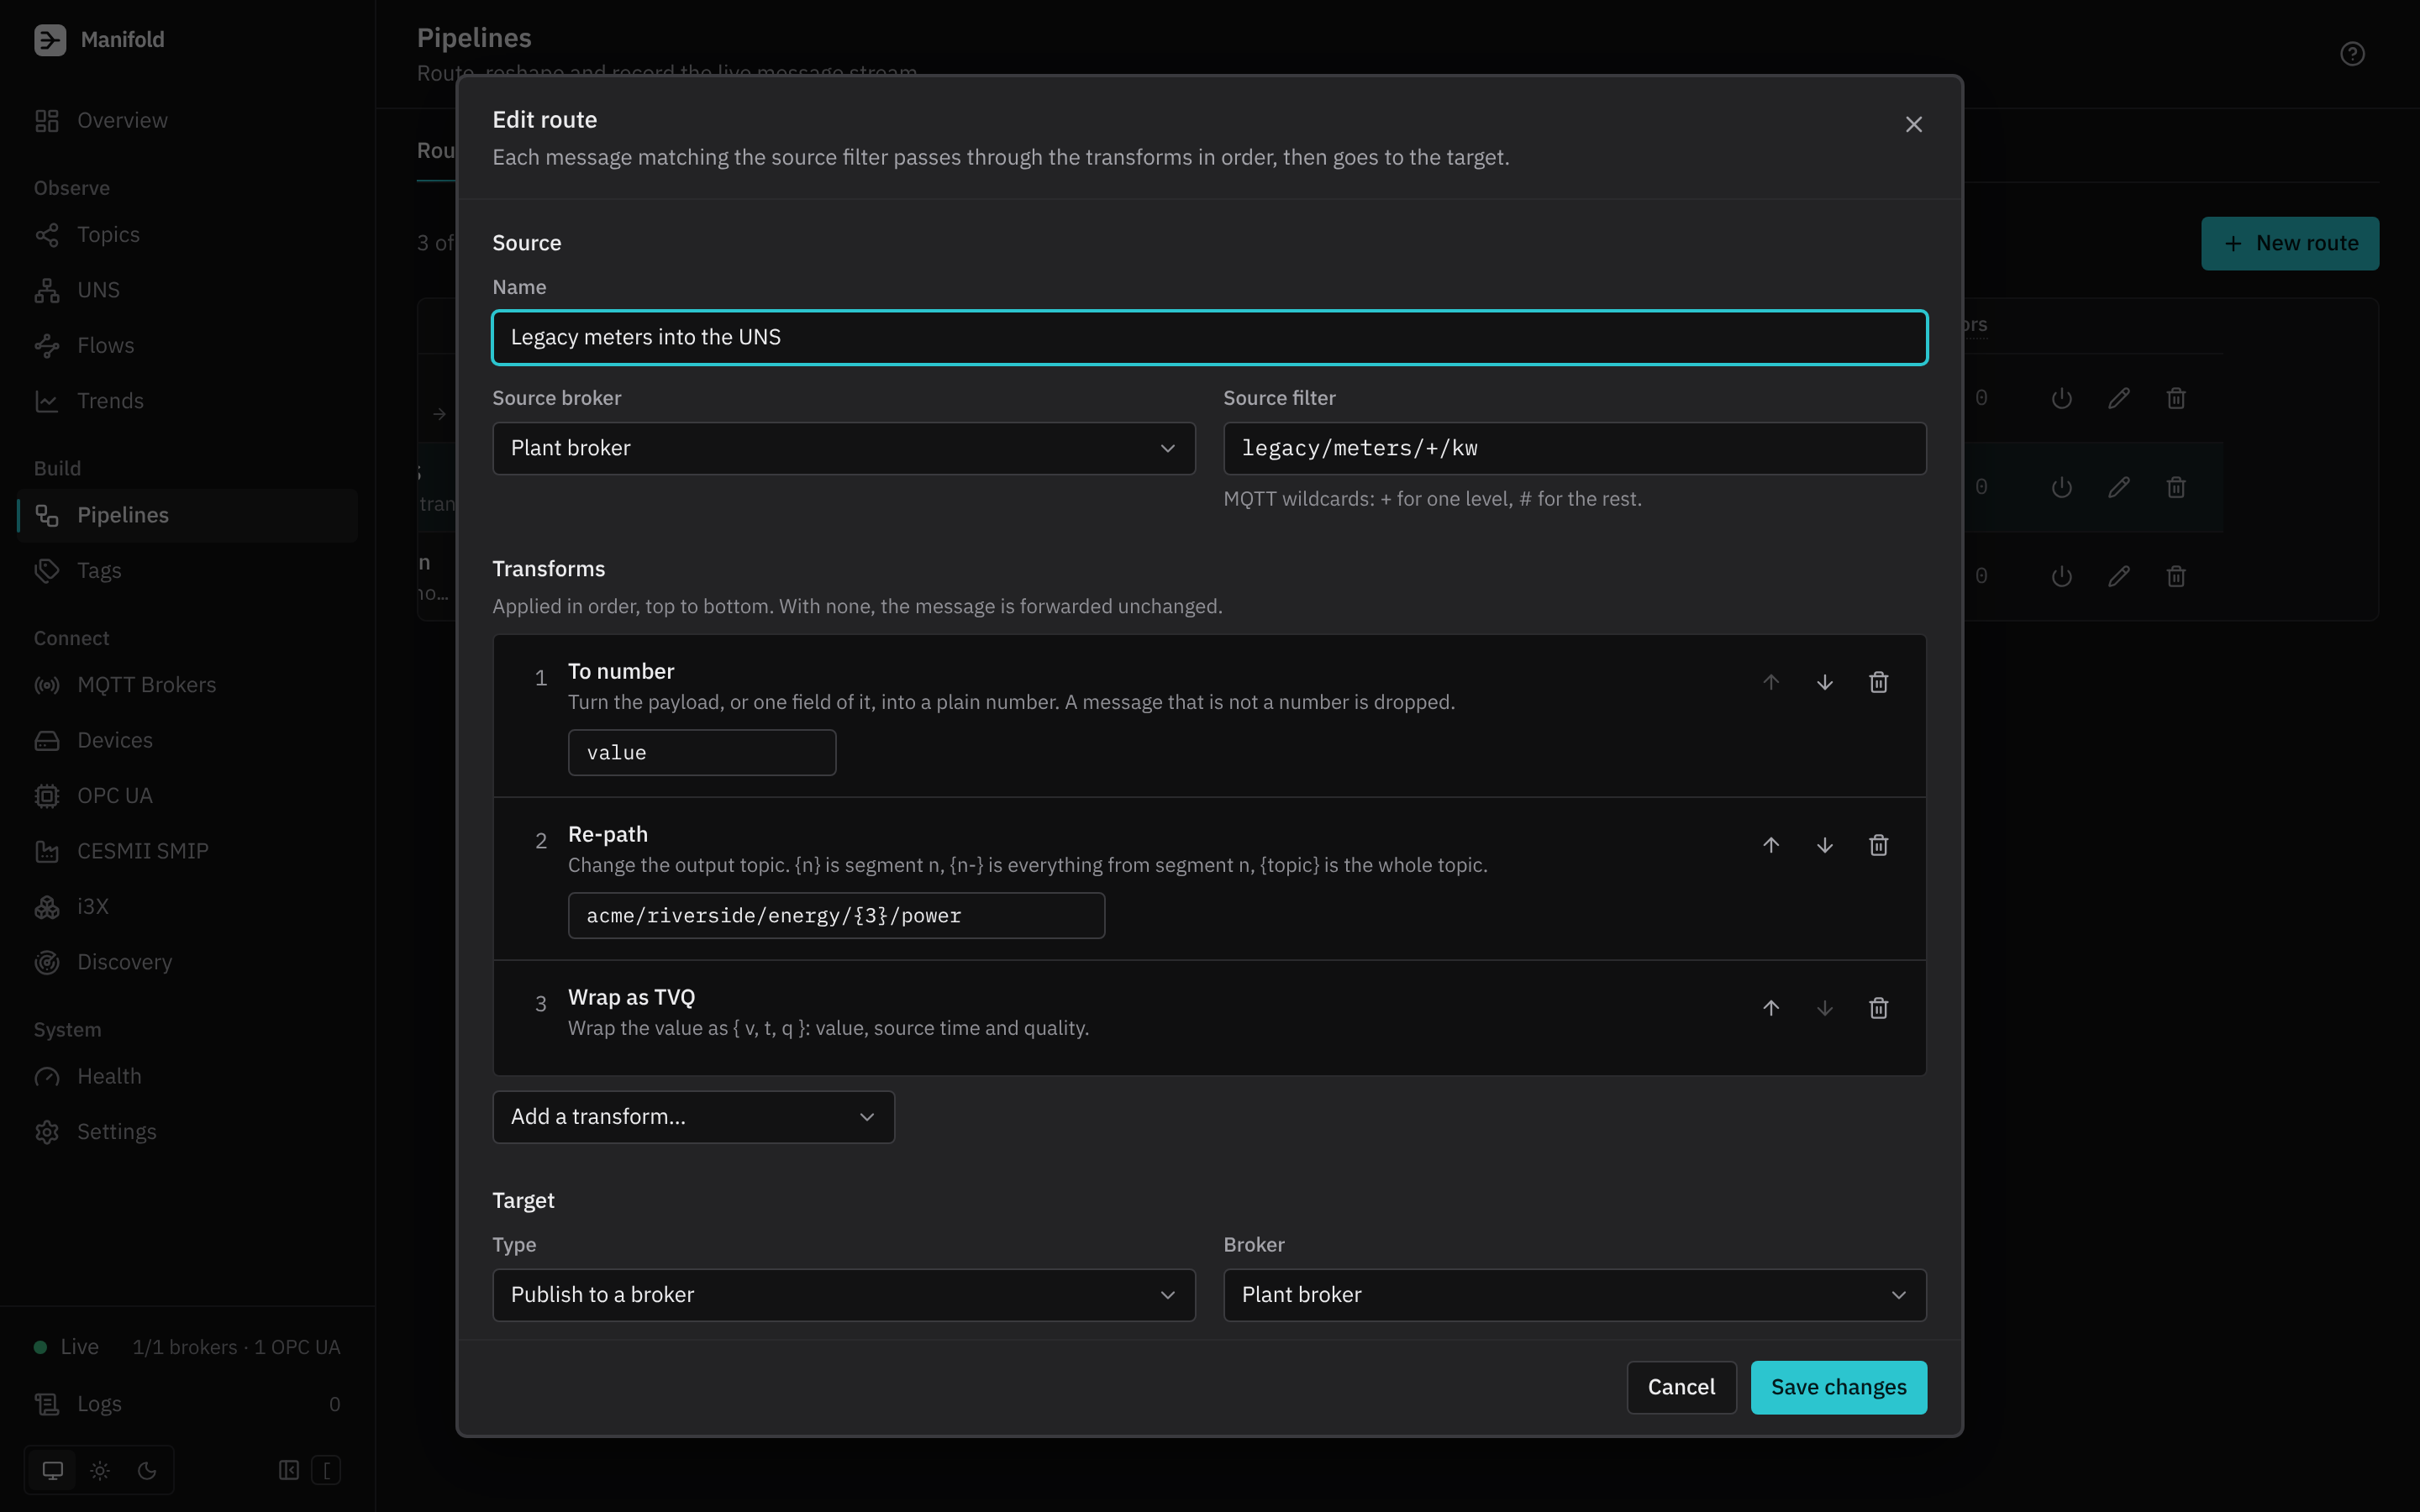 Manifold
Overview
Observe
Topics
UNS
Flows
Trends
Build
Pipelines
Tags
Connect
MQTT Brokers
Devices
OPC UA
CESMII SMIP
i3X
Discovery
System
Health
Settings
Live 1/1 brokers · 1 OPC UA
Logs 0
[
Pipelines
Route, reshape and record the live message stream
Rou
3 of
New route
ors
0
0
0
tran
n
Edit route
Each message matching the source filter passes through the transforms in order, then goes to the target.
Source
Name
Legacy meters into the UNS
Source broker
Source filter
Plant broker
legacy/meters/+/kw
MQTT wildcards: + for one level, # for the rest.
Transforms
Applied in order, top to bottom. With none, the message is forwarded unchanged.
1 To number
Turn the payload, or one field of it, into a plain number. A message that is not a number is dropped.
value
2 Re-path
Change the output topic. {n} is segment n, {n-} is everything from segment n, {topic} is the whole topic.
acme/riverside/energy/{3}/power
3 Wrap as TVQ
Wrap the value as { v, t, q }: value, source time and quality.
Add a transform...
Target
Type
Broker
Publish to a broker
Plant broker
Cancel
Save changes